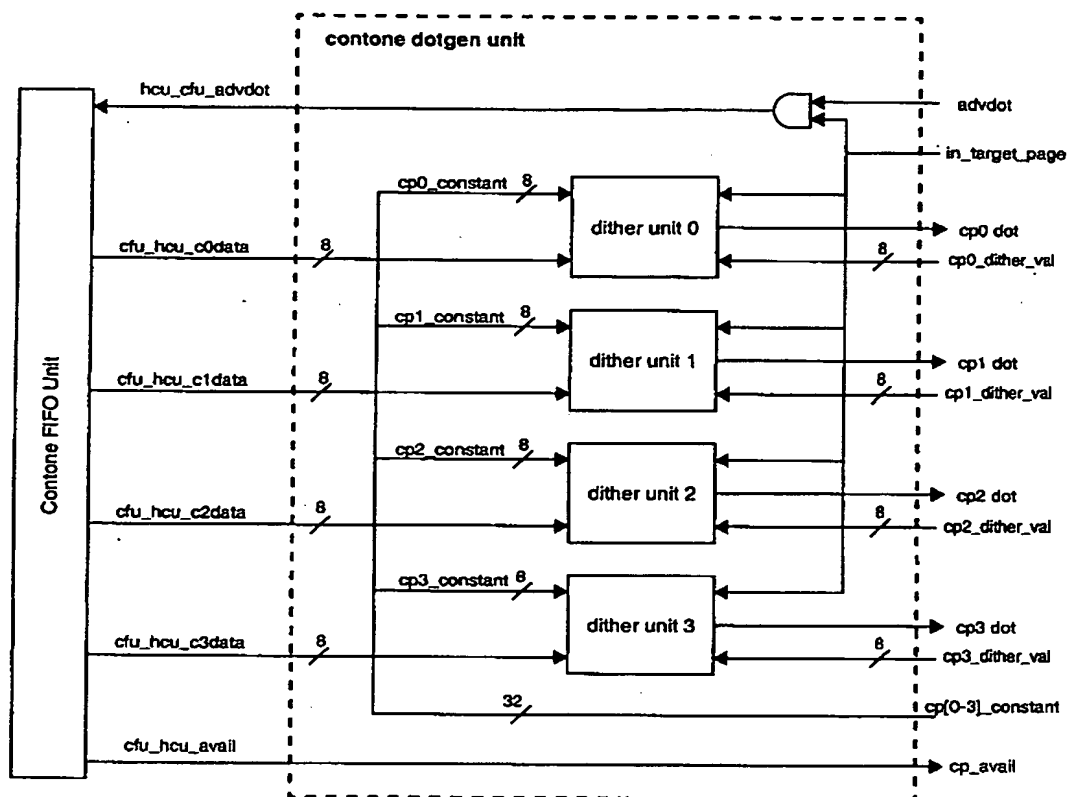 contone dotgen unit
hcu_cfu_advdot
advdot
in_target_page
cp0_constant 8
dither unit 0
cp0 dot
cfu_hcu_c0data 8
8 cp0_dither_val
cp1_constant 8
dither unit 1
cp1 dot
cfu_hcu_c1data 8
8 cp1_dither_val
Contone FIFO Unit
cp2_constant 8
dither unit 2
cp2 dot
cfu_hcu_c2data 8
8 cp2_dither_val
cp3_constant 8
dither unit 3
cp3 dot
cfu_hcu_c3data 8
8 cp3_dither_val
32
cp[0-3]_constant
cfu_hcu_avail
cp_avail